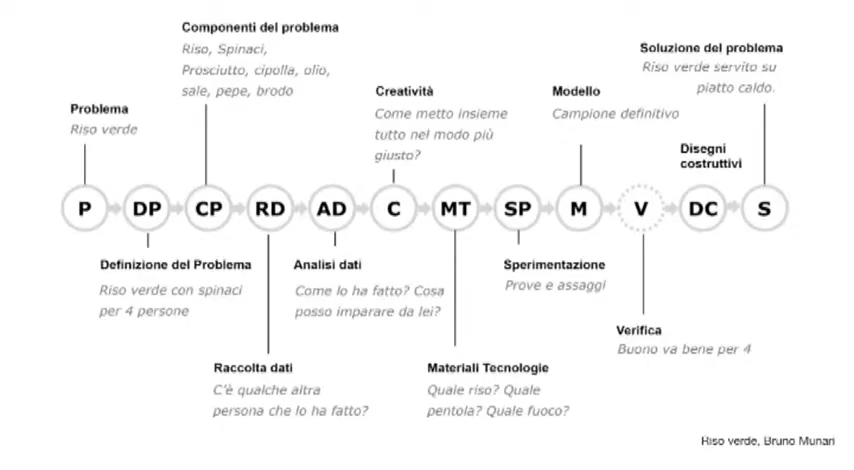 Componenti del problema
Riso, Spinaci,
Prosciutto, cipolla, olio,
sale, pepe, brodo
Soluzione del problema
Riso verde servito su
piatto caldo.
Problema
Riso verde
Creatività
Come metto insieme
tutto nel modo più
giusto?
Modello
Campione definitivo
Disegni
costruttivi
P DP CP RD AD C MT SP M V DC S
Definizione del Problema
Riso verde con spinaci
per 4 persone
Analisi dati
Come lo ha fatto? Cosa
posso imparare da lei?
Sperimentazione
Prove e assaggi
Verifica
Buono va bene per 4
Raccolta dati
C'è qualche altra
persona che lo ha fatto?
Materiali Tecnologie
Quale riso? Quale
pentola? Quale fuoco?
Riso verde, Bruno Munari